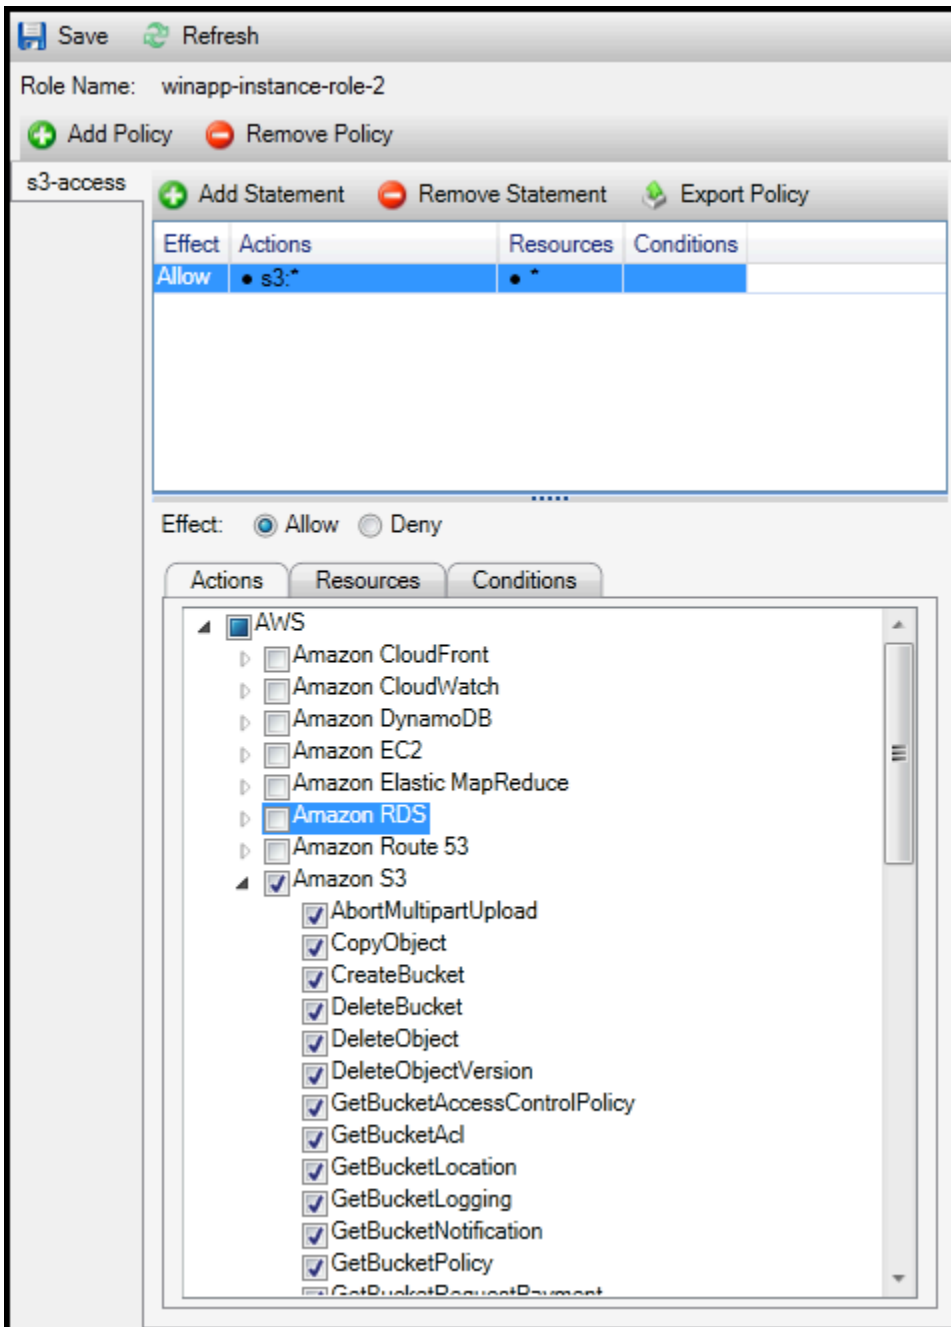 Save Refresh
Role Name: winapp-instance-role-2
Add Policy Remove Policy
s3-access
Add Statement Remove Statement Export Policy
Effect Actions Resources Conditions
Allow • s3:* • *
Effect: Allow Deny
Actions Resources Conditions
AWS
Amazon CloudFront
Amazon CloudWatch
Amazon DynamoDB
Amazon EC2
Amazon Elastic MapReduce
Amazon RDS
Amazon Route 53
Amazon S3
AbortMultipartUpload
CopyObject
CreateBucket
DeleteBucket
DeleteObject
DeleteObjectVersion
GetBucketAccessControlPolicy
GetBucketAcl
GetBucketLocation
GetBucketLogging
GetBucketNotification
GetBucketPolicy
GetBucketRequestPayment